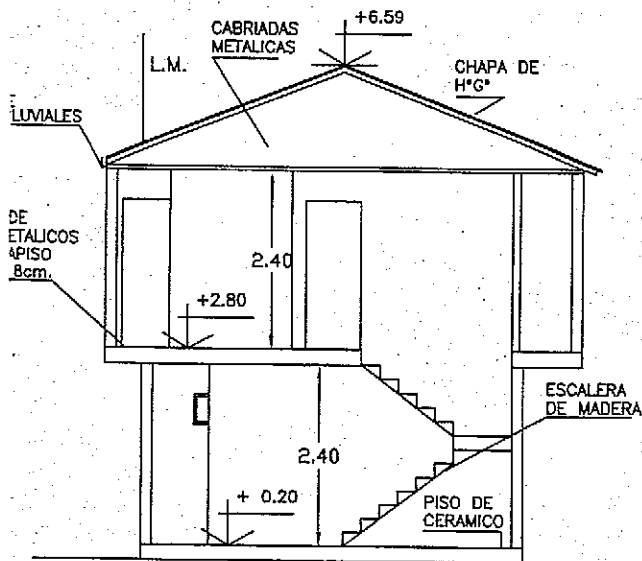 +6.59
CABRIADAS
METALICAS
L.M.
CHAPA DE
H°G°
LUVIALES
DE
ETALICOS
APISO
8cm.
2.40
+2.80
ESCALERA
DE MADERA
2.40
+ 0.20
PISO DE
CERAMICO